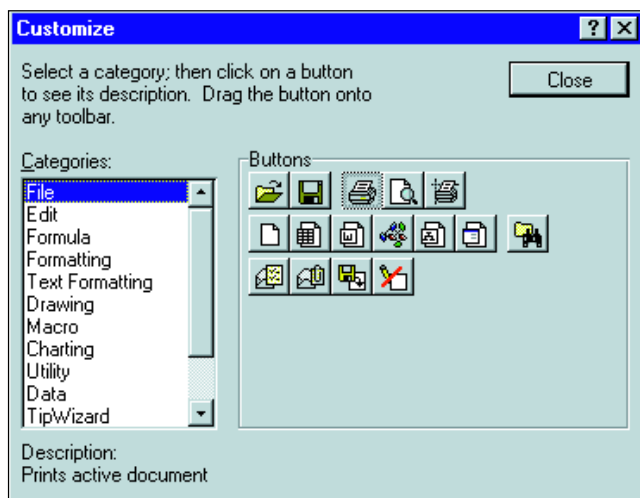 Customize
Select a category; then click on a button
to see its description. Drag the button onto
any toolbar.
Close
Categories:
File
Edit
Formula
Formatting
Text Formatting
Drawing
Macro
Charting
Utility
Data
TipWizard
Buttons
Description:
Prints active document